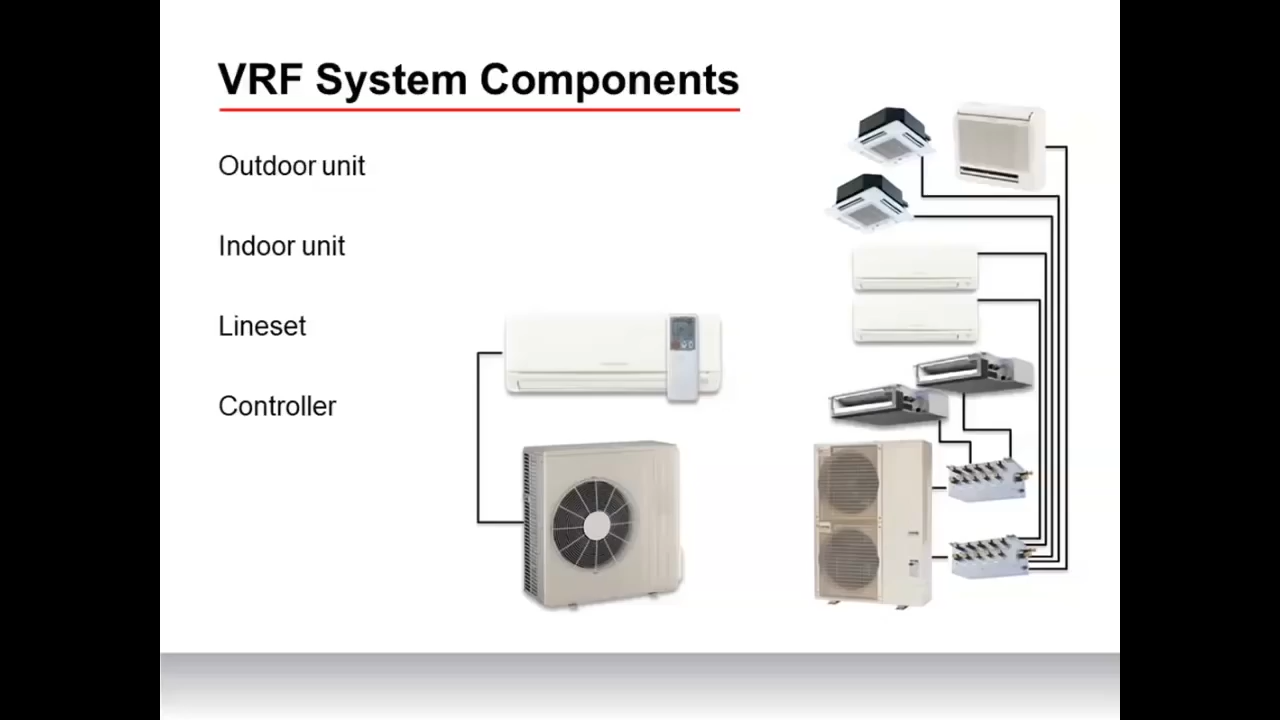 VRF System Components
Outdoor unit
Indoor unit
Lineset
Controller